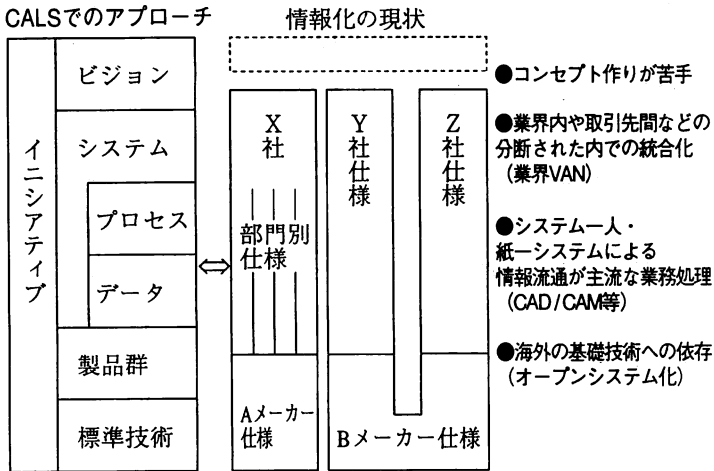 CALSでのアプローチ
情報化の現状
イニシアティブ
ビジョン
システム
プロセス
データ
製品群
標準技術
X社
部門別
仕様
Aメーカー
仕様
Y社仕様
Z社仕様
Bメーカー仕様
●コンセプト作りが苦手
●業界内や取引先間などの
分断された内での統合化
(業界VAN)
●システム一人・
紙一システムによる
情報流通が主流な業務処理
(CAD/CAM等)
●海外の基礎技術への依存
(オープンシステム化)